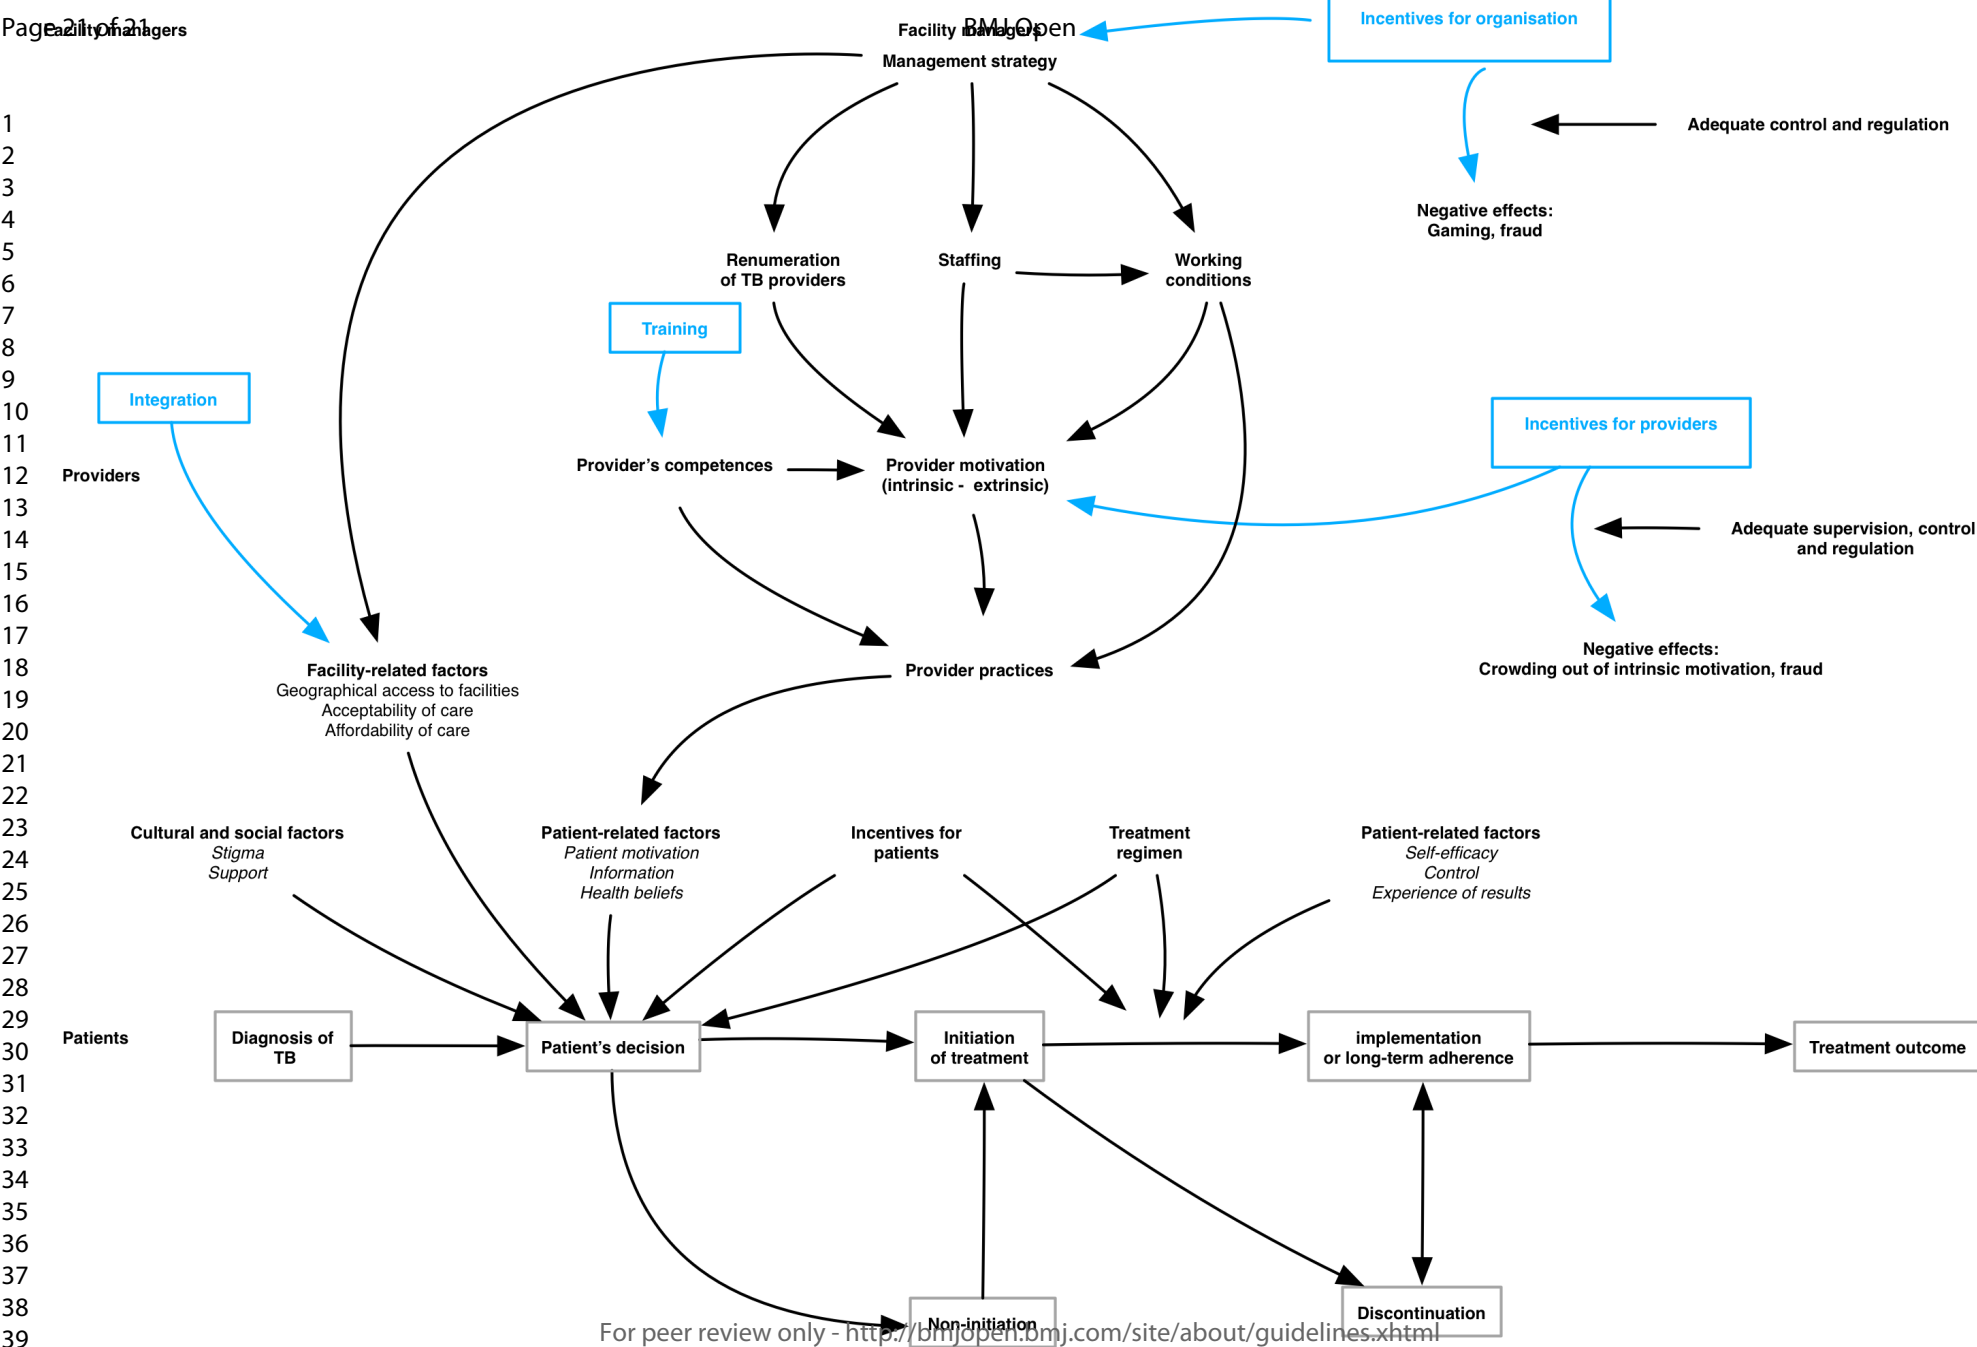 Page 21 of 21
BMJ Open
Facility managers
Facility managers
Incentives for organisation
Management strategy
Adequate control and regulation
Negative effects:
Gaming, fraud
Renumeration
of TB providers
Staffing
Working
conditions
Training
Integration
Incentives for providers
Providers
Provider's competences
Provider motivation
(intrinsic - extrinsic)
Adequate supervision, control
and regulation
Negative effects:
Crowding out of intrinsic motivation, fraud
Facility-related factors
Geographical access to facilities
Acceptability of care
Affordability of care
Provider practices
Cultural and social factors
Stigma
Support
Patient-related factors
Patient motivation
Information
Health beliefs
Incentives for
patients
Treatment
regimen
Patient-related factors
Self-efficacy
Control
Experience of results
Patients
Diagnosis of
TB
Patient's decision
Initiation
of treatment
implementation
or long-term adherence
Treatment outcome
Non-initiation
Discontinuation
For peer review only - http://bmjopen.bmj.com/site/about/guidelines.xhtml
1
2
3
4
5
6
7
8
9
10
11
12
13
14
15
16
17
18
19
20
21
22
23
24
25
26
27
28
29
30
31
32
33
34
35
36
37
38
39